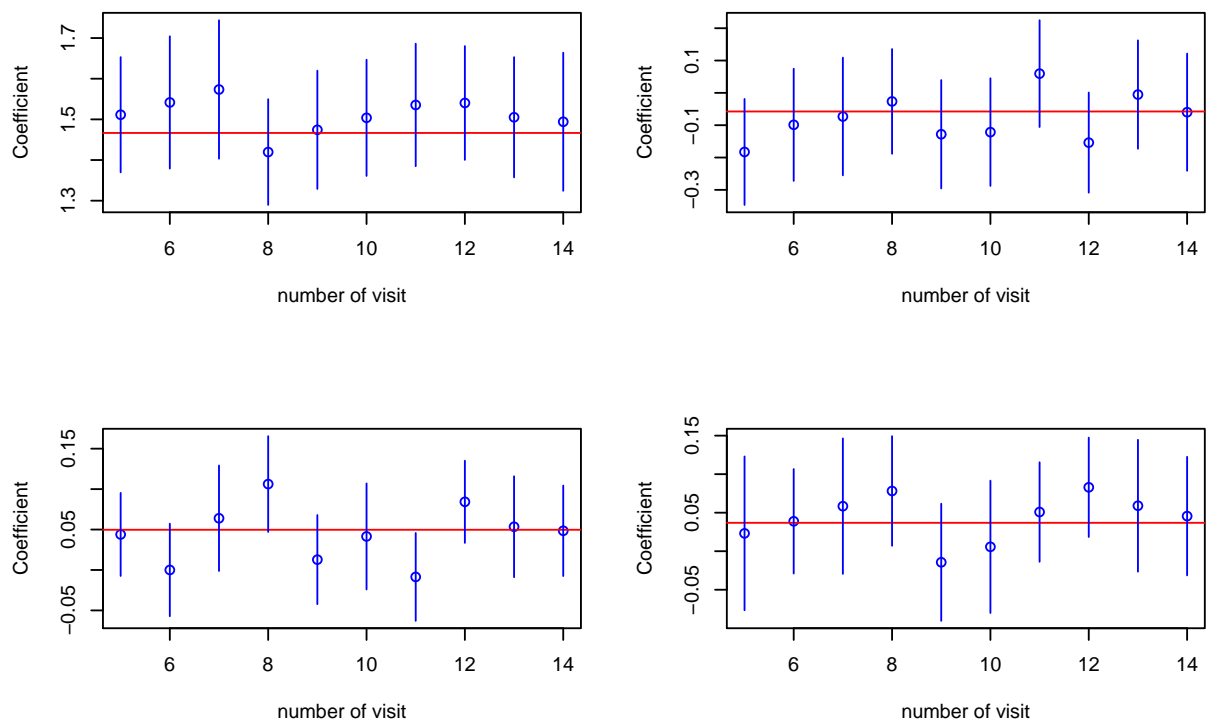 Coefficient
1.3 1.5 1.7
6 8 10 12 14
number of visit
Coefficient
−0.3 −0.1 0.1
6 8 10 12 14
number of visit
Coefficient
−0.05 0.05 0.15
6 8 10 12 14
number of visit
Coefficient
−0.05 0.05 0.15
6 8 10 12 14
number of visit